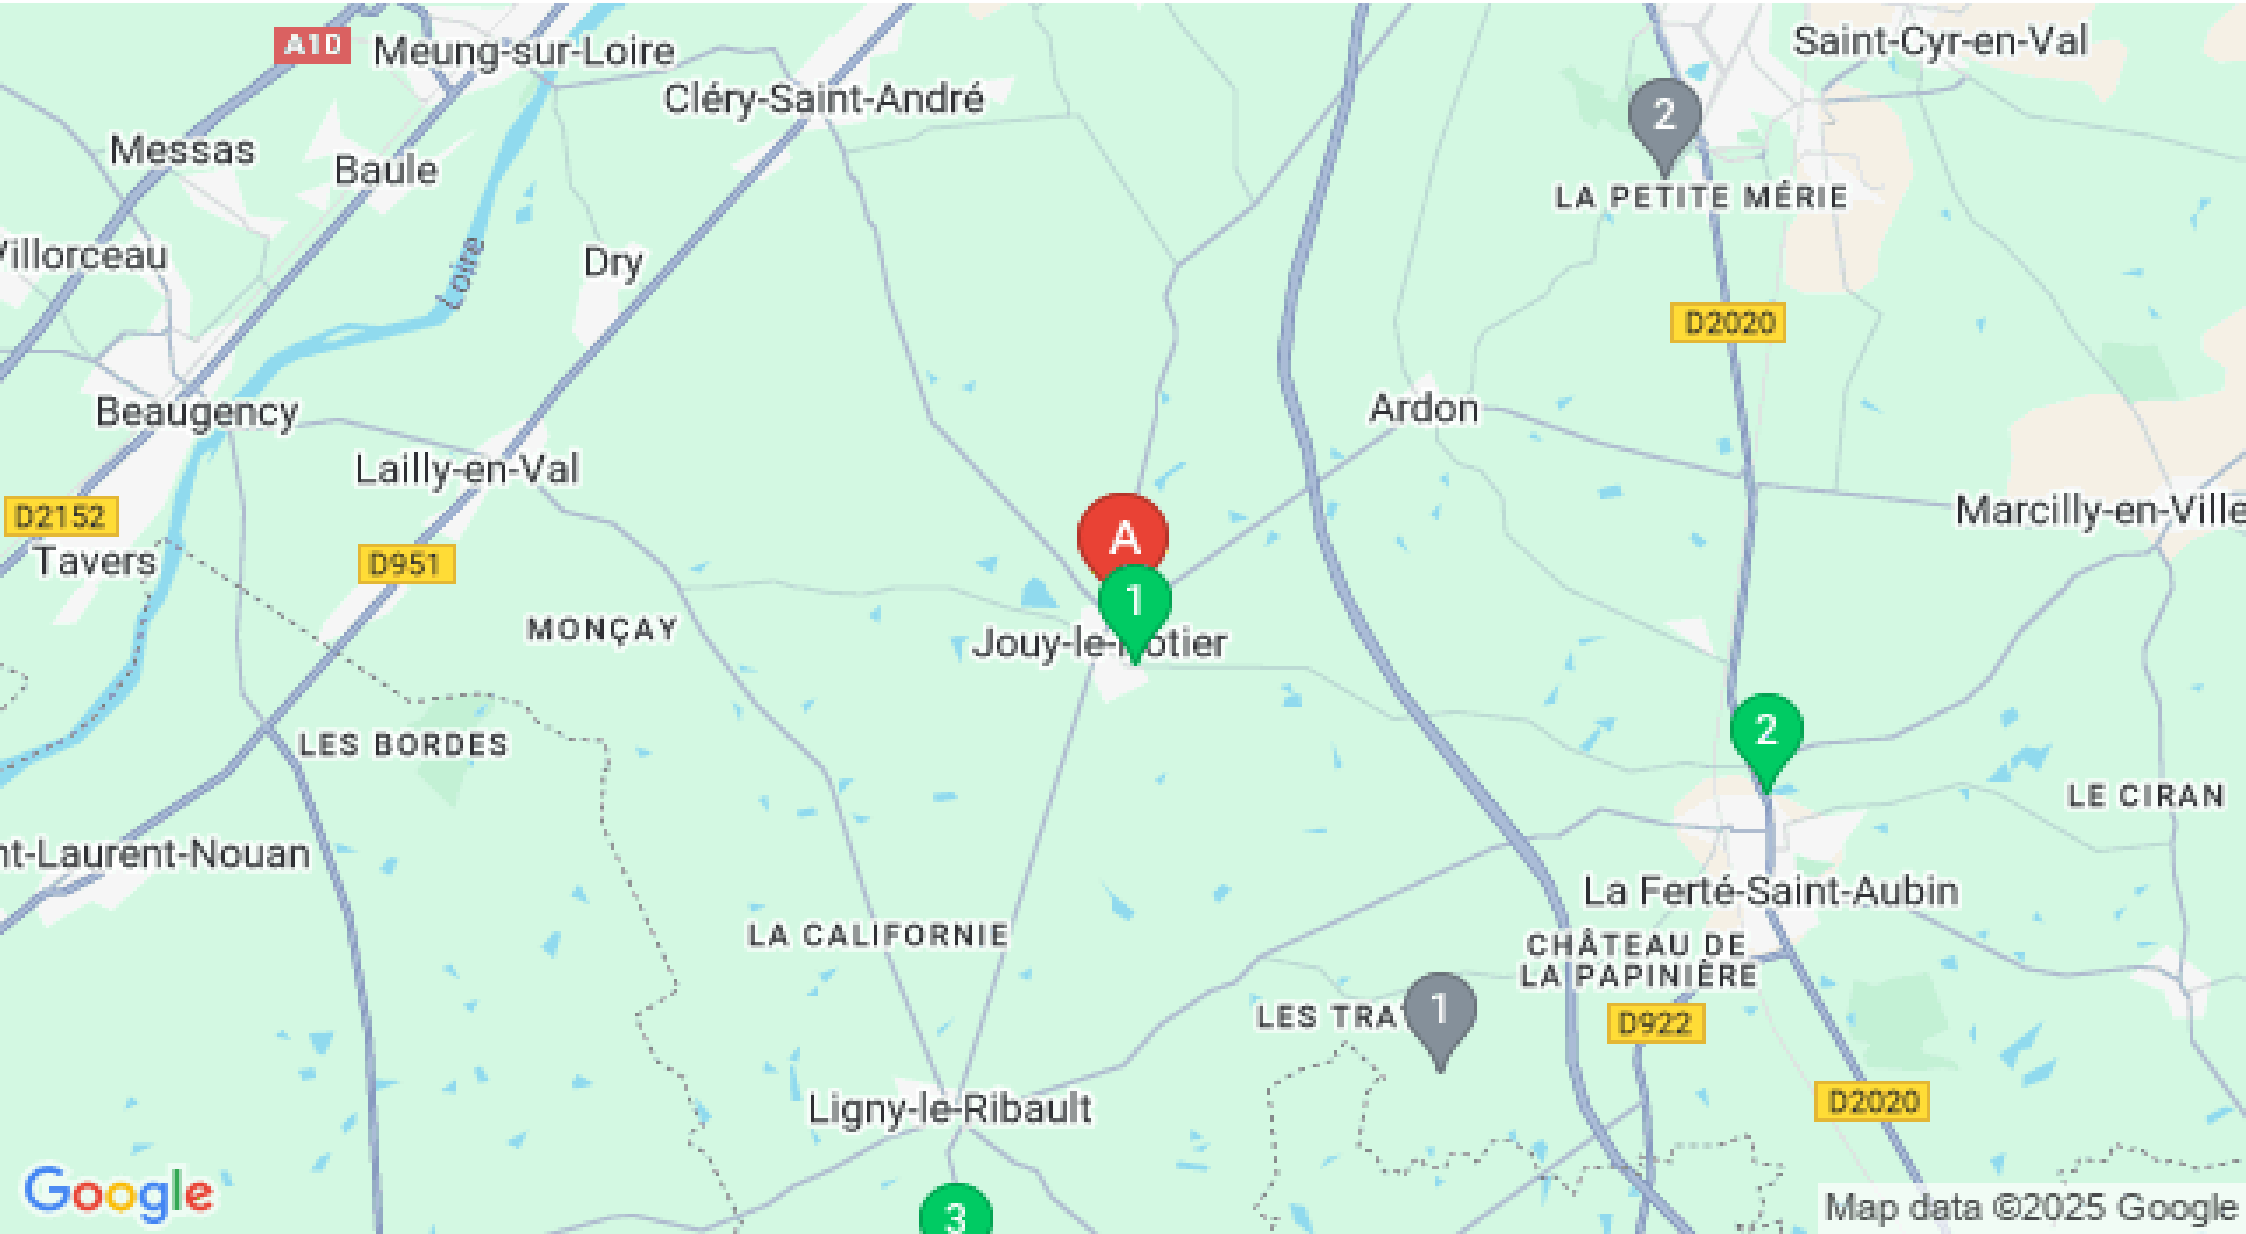 A10
Meung-sur-Loire
Saint-Cyr-en-Val
Cléry-Saint-André
2
Messas
Baule
LA PETITE MÉRIE
Villorceau
Loire
Dry
D2020
Beaugency
Ardon
Lailly-en-Val
D2152
Marcilly-en-Ville
A
Tavers
D951
1
MONÇAY
Jouy-le-Potier
2
LES BORDES
LE CIRAN
nt-Laurent-Nouan
La Ferté-Saint-Aubin
LA CALIFORNIE
CHÂTEAU DE
LA PAPINIÈRE
LES TRA
1
D922
Ligny-le-Ribault
D2020
Google
3
Map data ©2025 Google